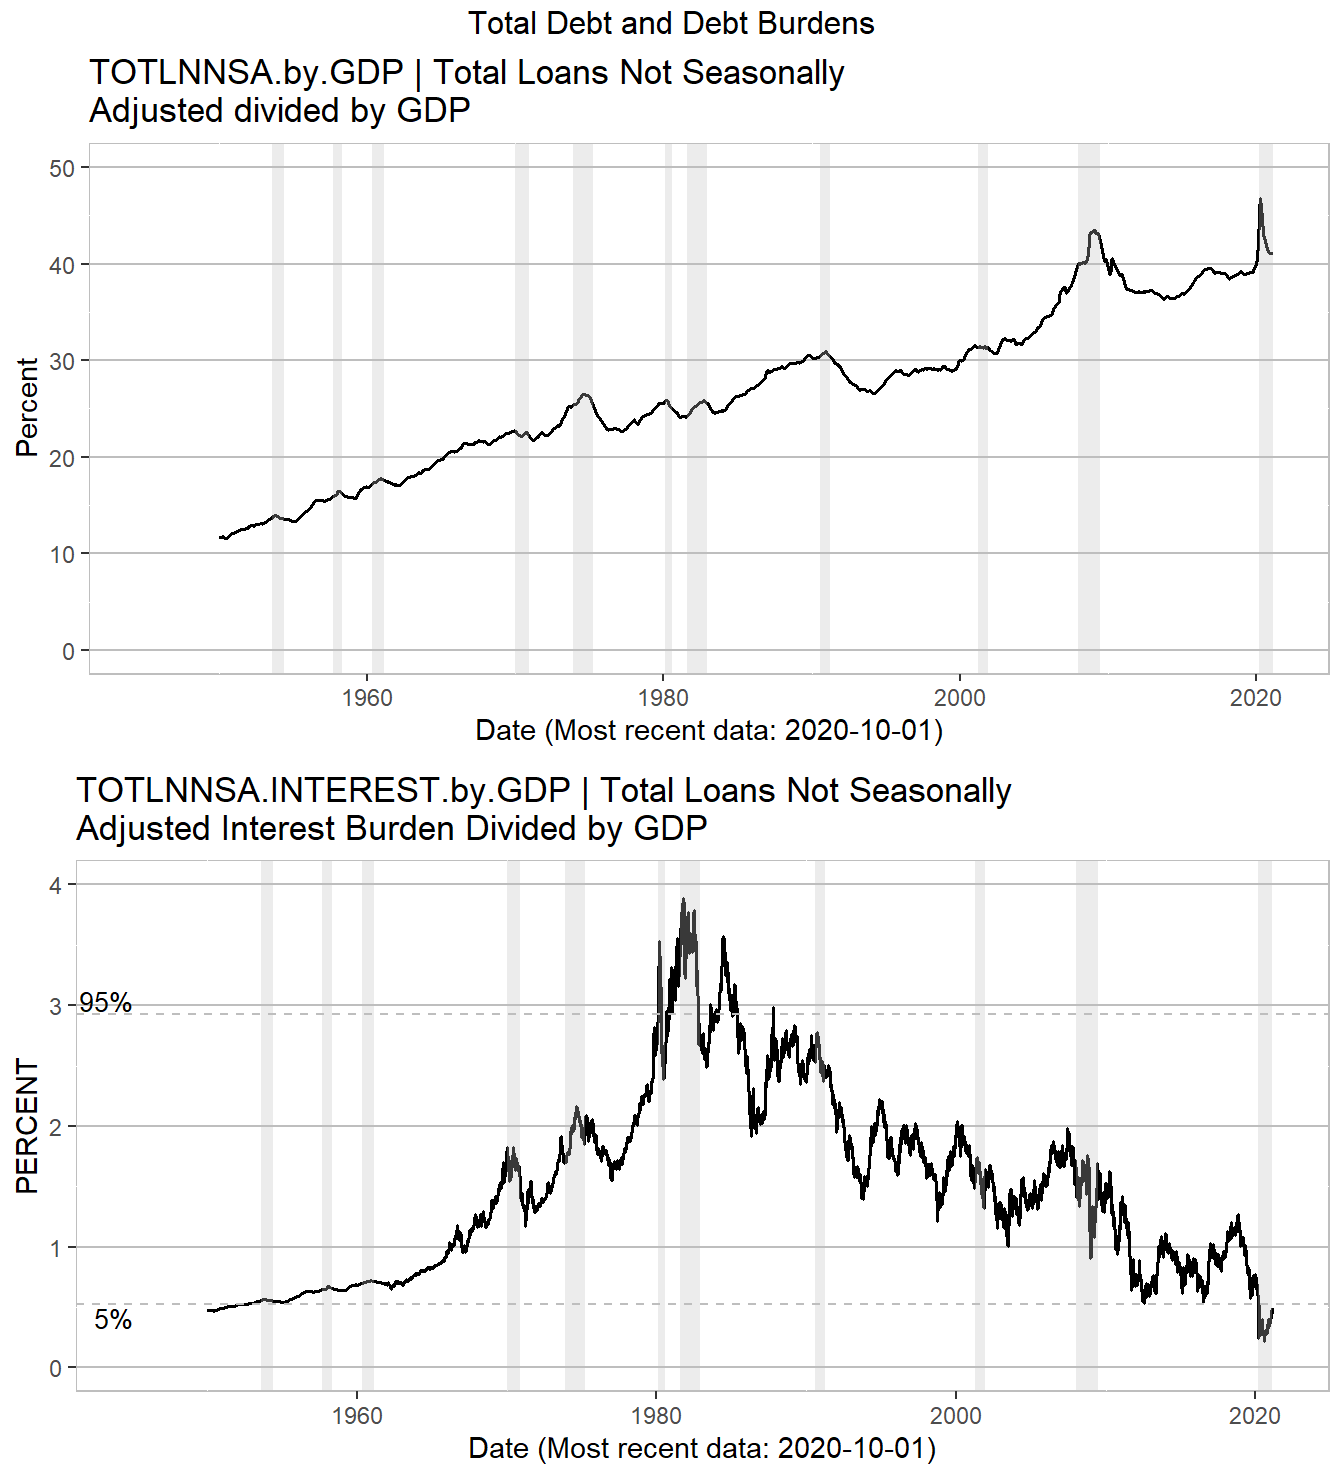 Total Debt and Debt Burdens
TOTLNNSA.by.GDP | Total Loans Not Seasonally
Adjusted divided by GDP
50
40
30
20
10
0
Percent
1960 1980 2000 2020
Date (Most recent data: 2020-10-01)
TOTLNNSA.INTEREST.by.GDP | Total Loans Not Seasonally
Adjusted Interest Burden Divided by GDP
4
3
2
1
0
95%
5%
PERCENT
1960 1980 2000 2020
Date (Most recent data: 2020-10-01)